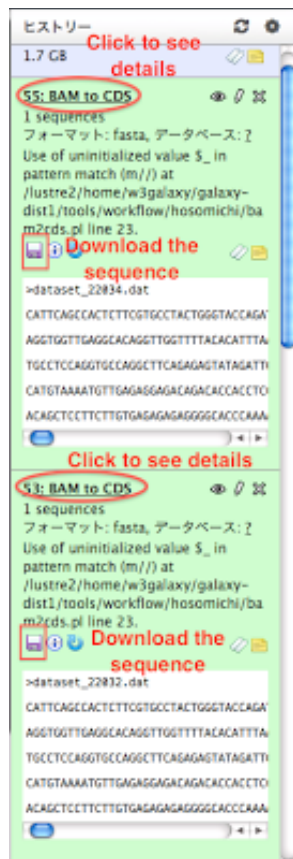 ヒストリー
Click to see
1.7 GB
details
55: BAM to CDS
1 sequences
フォーマット: fasta, データベース: ?
Use of uninitialized value $_ in
pattern match (m//) at
/lustre2/home/w3galaxy/galaxy-
dist1/tools/workflow/hosomichi/ba
m2cds.pl line 23.
Download the
sequence
>dataset_22034.dat
CATTCAGCCACTCTTCGTGCCTACTGGGTACCAGA
AGGTGGTTGAGGCACAGGTTGGTTTTACACATTTA
TGCCTCCAGGTGCCAGGCTTCAGAGAGTATAGATT
CATGTAAAATGTTGAGAGGAGACAGACACCACCTC
ACAGCTCCTTCTTGTGAGAGAGAGGGGCACCCAAA
Click to see details
53: BAM to CDS
1 sequences
フォーマット: fasta, データベース: ?
Use of uninitialized value $_ in
pattern match (m//) at
/lustre2/home/w3galaxy/galaxy-
dist1/tools/workflow/hosomichi/ba
m2cds.pl line 23.
Download the
sequence
>dataset_22032.dat
CATTCAGCCACTCTTCGTGCCTACTGGGTACCAGA
AGGTGGTTGAGGCACAGGTTGGTTTTACACATTTA
TGCCTCCAGGTGCCAGGCTTCAGAGAGTATAGATT
CATGTAAAATGTTGAGAGGAGACAGACACCACCTC
ACAGCTCCTTCTTGTGAGAGAGAGGGGCACCCAAA